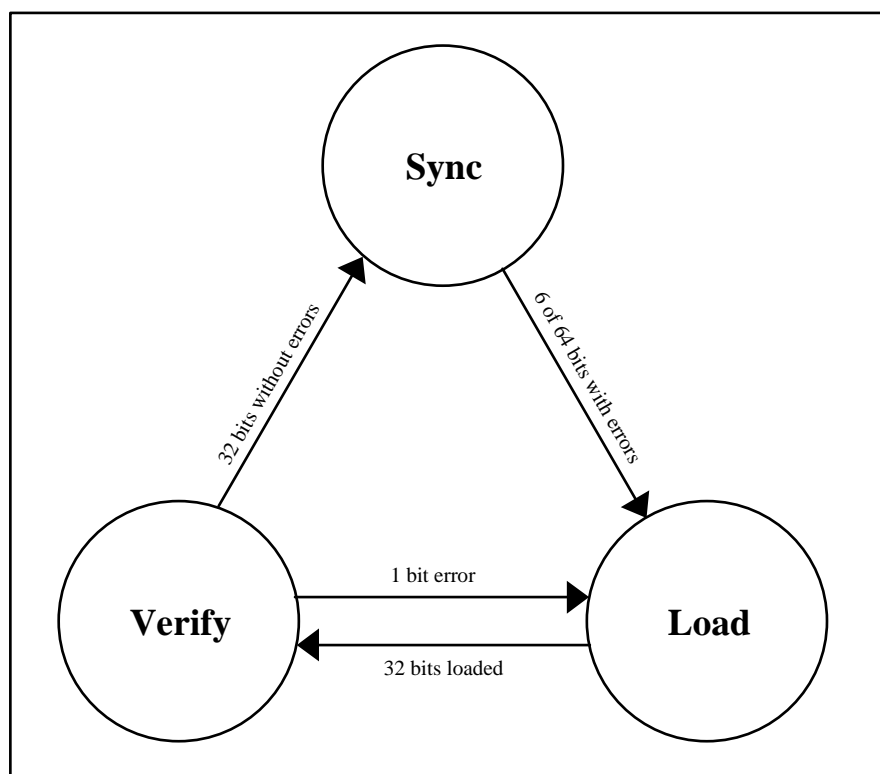 Sync
32 bits without errors
6 of 64 bits with errors
1 bit error
Verify
Load
32 bits loaded